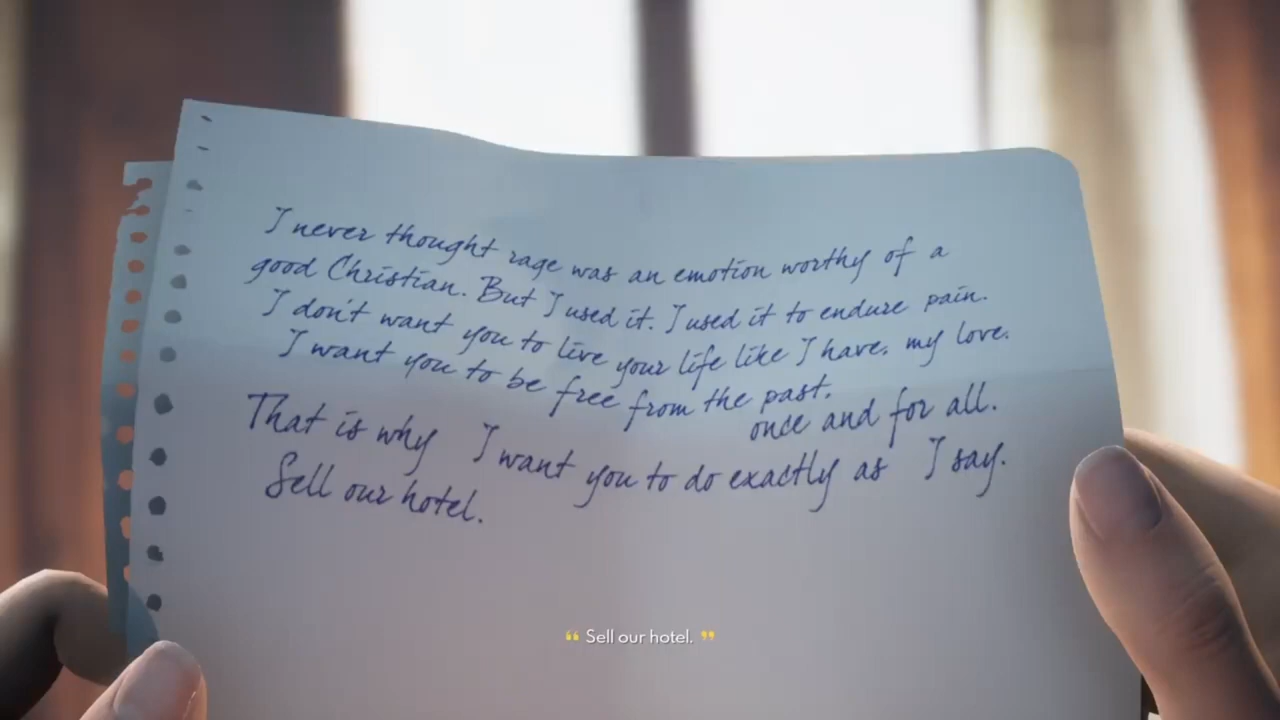 I never thought rage was an emotion worthy of a
good Christian. But I used it. I used it to endure pain.
I don't want you to live your life like I have, my love.
I want you to be free from the past,
once and for all.
That is why I want you to do exactly as I say.
Sell our hotel.
“ Sell our hotel. ”